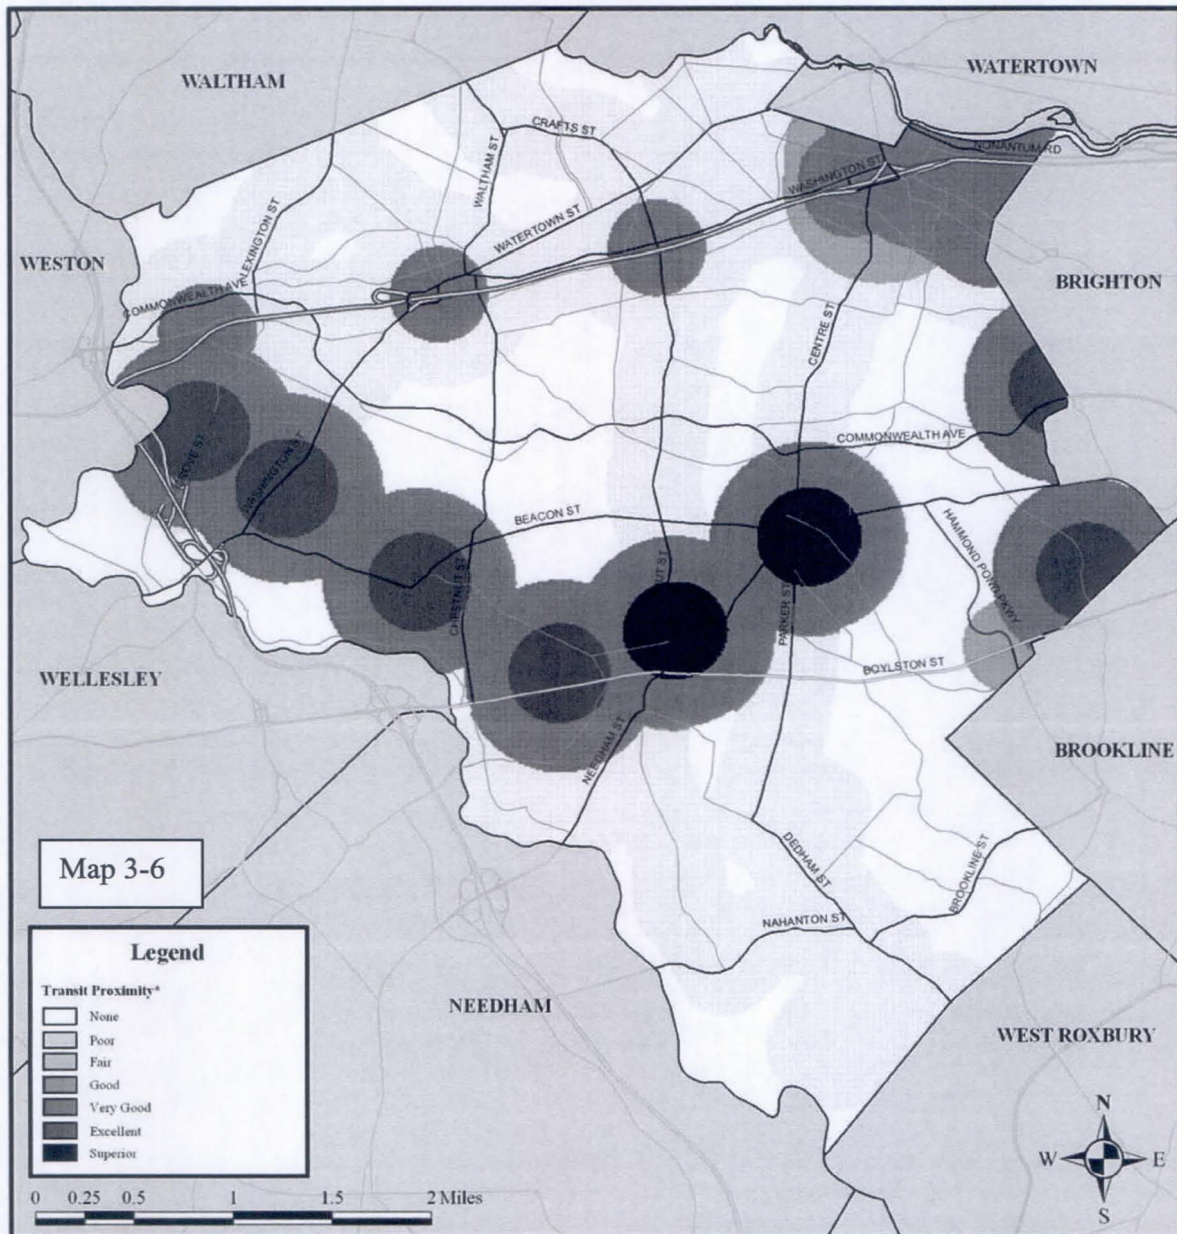 WALTHAM
WATERTOWN
CRAFTS ST
WALTHAM ST
NONANTUM RD
WASHINGTON ST
WATERTOWN ST
LEXINGTON ST
WESTON
BRIGHTON
COMMONWEALTH AVE
CENTRE ST
COMMONWEALTH AVE
GROVE ST
WASHINGTON ST
BEACON ST
HAMMOND POND PKWY
CHESTNUT ST
UT ST
PARKER ST
BOYLSTON ST
WELLESLEY
NEEDHAM ST
BROOKLINE
Map 3-6
DEDHAM ST
BROOKLINE ST
NAHANTON ST
Legend
Transit Proximity*
None
Poor
Fair
Good
Very Good
Excellent
Superior
NEEDHAM
WEST ROXBURY
N
W E
S
0 0.25 0.5 1 1.5 2 Miles